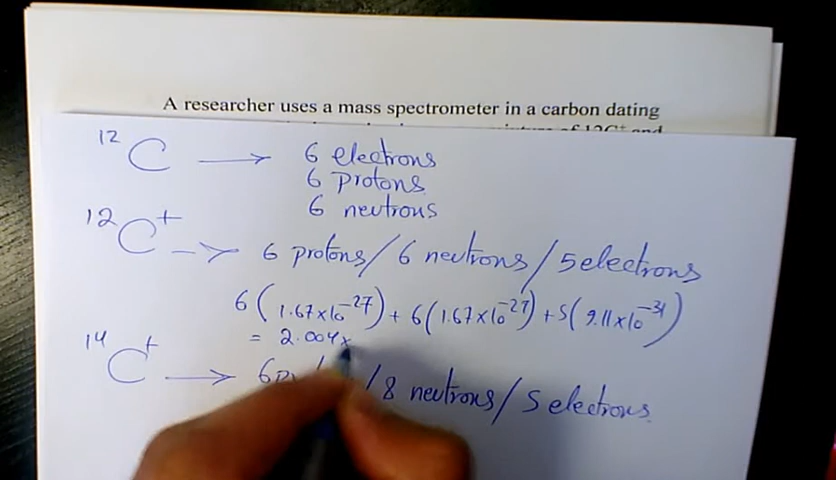 A researcher uses a mass spectrometer in a carbon dating
12C → 6 electrons
6 protons
6 neutrons
12C+ → 6 protons/6 neutrons/5 electrons
6(1.67×10^-27) + 6(1.67×10^-27) + 5(9.11×10^-31)
= 2.004×
14C+ → 8 neutrons/5 electrons